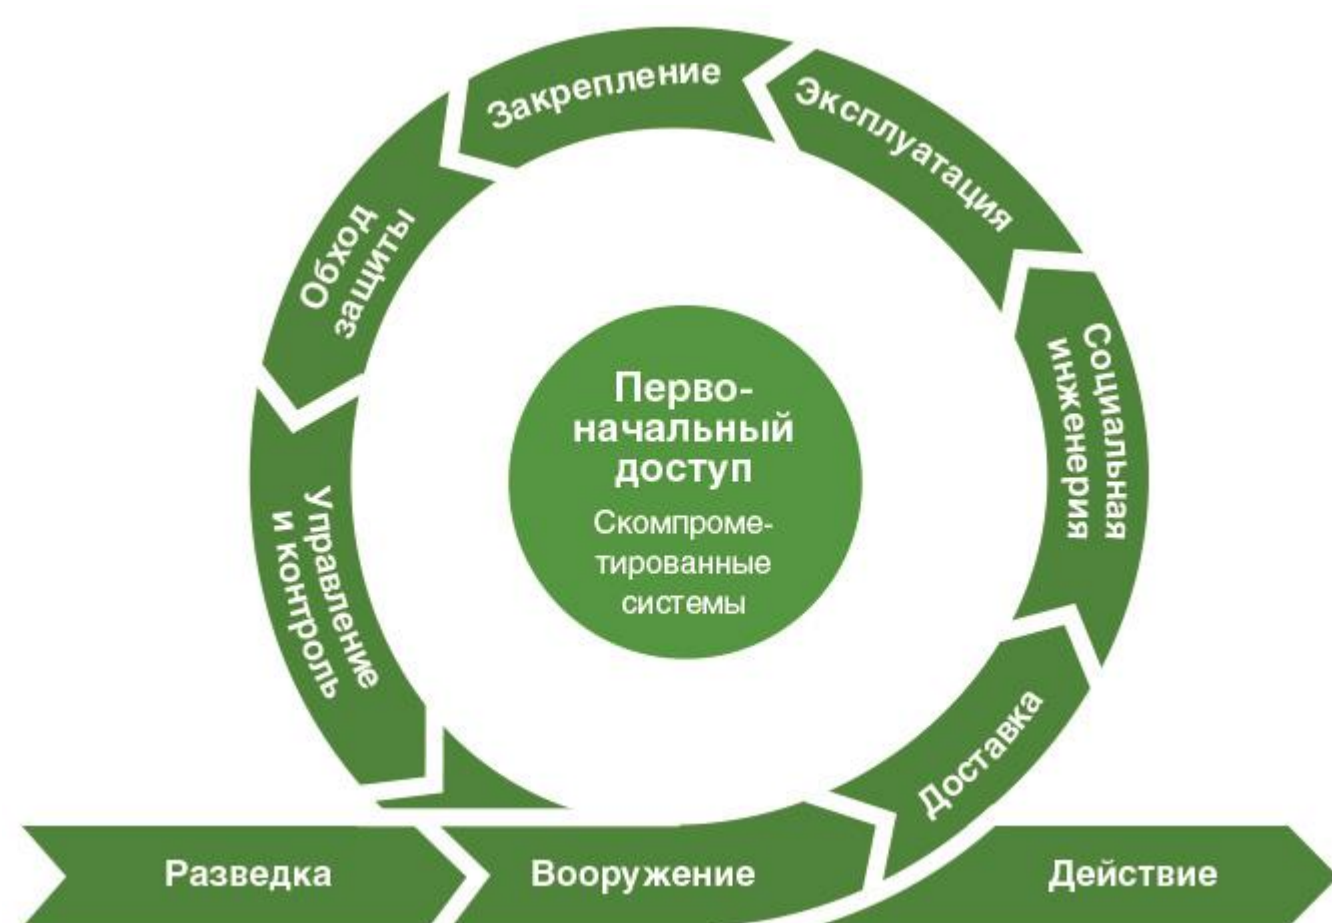 Разведка
Вооружение
Доставка
Социальная
инженерия
Эксплуатация
Закрепление
Обход
защиты
Управление
и контроль
Действие
Перво-
начальный
доступ
Скомпроме-
тированные
системы